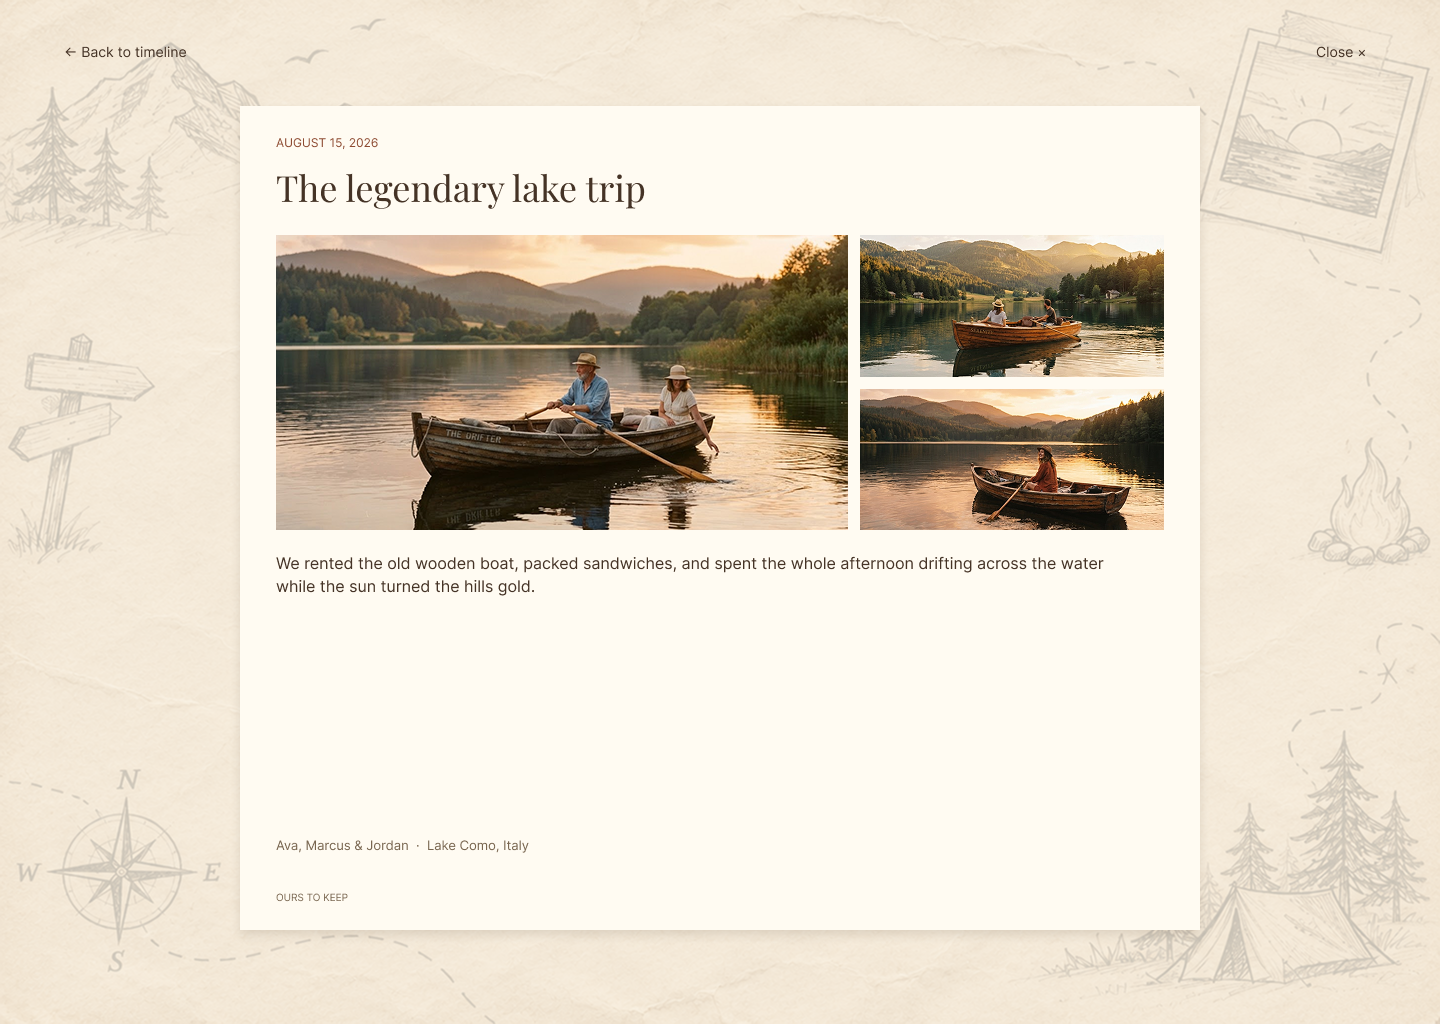 ← Back to timeline
Close ×
AUGUST 15, 2026
The legendary lake trip
THE DRIFTER
We rented the old wooden boat, packed sandwiches, and spent the whole afternoon drifting across the water
while the sun turned the hills gold.
Ava, Marcus & Jordan · Lake Como, Italy
OURS TO KEEP
N
W
E
S